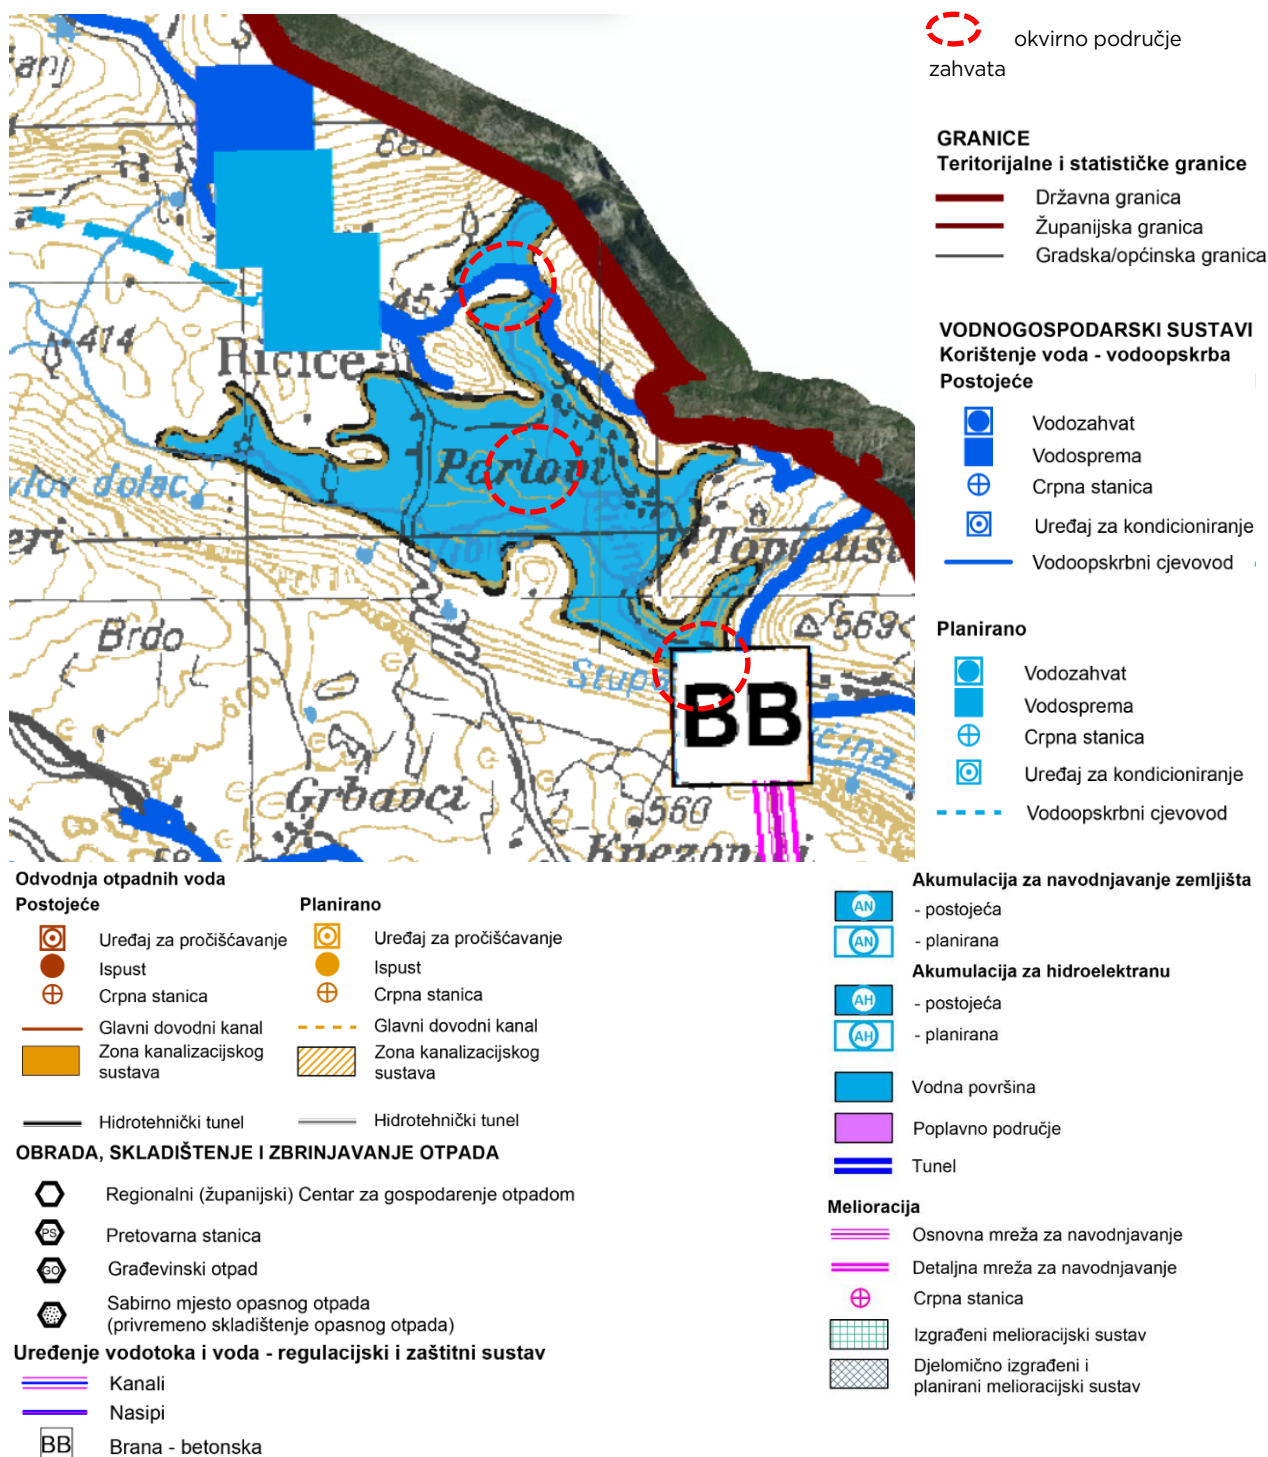 okvirno područje
zahvata
GRANICE
Teritorijalne i statističke granice
Državna granica
Županijska granica
Gradska/općinska granica
VODNOGOSPODARSKI SUSTAVI
Korištenje voda - vodoopskrba
Postojeće
Vodozahvat
Vodosprema
Crpna stanica
Uređaj za kondicioniranje
Vodoopskrbni cjevovod
Planirano
Vodozahvat
Vodosprema
Crpna stanica
Uređaj za kondicioniranje
Vodoopskrbni cjevovod
414
45
Ričice
Parlovi
dolac
Brdo
569
BB
Grbavci
560
Odvodnja otpadnih voda
Postojeće
Uređaj za pročišćavanje
Ispust
Crpna stanica
Glavni dovodni kanal
Zona kanalizacijskog
sustava
Hidrotehnički tunel
Planirano
Uređaj za pročišćavanje
Ispust
Crpna stanica
Glavni dovodni kanal
Zona kanalizacijskog
sustava
Hidrotehnički tunel
OBRADA, SKLADIŠTENJE I ZBRINJAVANJE OTPADA
Regionalni (županijski) Centar za gospodarenje otpadom
PS Pretovarna stanica
GO Građevinski otpad
Sabirno mjesto opasnog otpada
(privremeno skladištenje opasnog otpada)
Uređenje vodotoka i voda - regulacijski i zaštitni sustav
Kanali
Nasipi
BB Brana - betonska
Akumulacija za navodnjavanje zemljišta
AN - postojeća
AN - planirana
Akumulacija za hidroelektranu
AH - postojeća
AH - planirana
Vodna površina
Poplavno područje
Tunel
Melioracija
Osnovna mreža za navodnjavanje
Detaljna mreža za navodnjavanje
Crpna stanica
Izgrađeni melioracijski sustav
Djelomično izgrađeni i
planirani melioracijski sustav